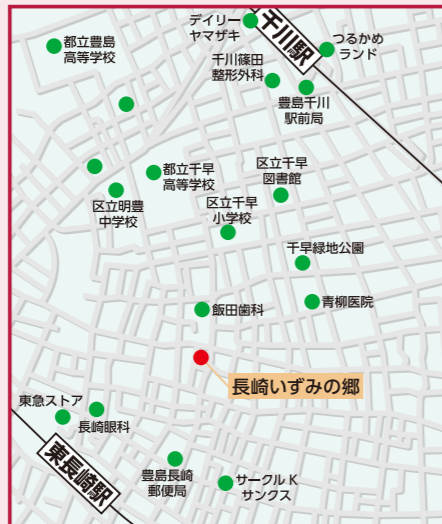 デイリー
ヤマザキ
千川駅
つるかめ
ランド
都立豊島
高等学校
千川篠田
整形外科
豊島千川
駅前局
都立千早
高等学校
区立千早
図書館
区立明豊
中学校
区立千早
小学校
千早緑地公園
飯田歯科
青柳医院
長崎いずみの郷
東急ストア
長崎眼科
東長崎駅
豊島長崎
郵便局
サークル K
サンクス